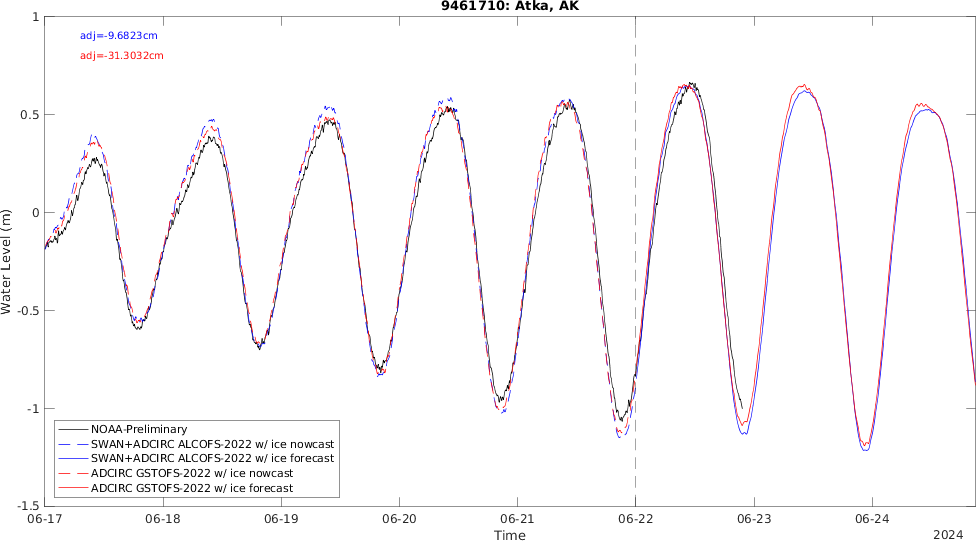 9461710: Atka, AK
adj=-9.6823cm
adj=-31.3032cm
Water Level (m)
1
0.5
0
-0.5
-1
-1.5
NOAA-Preliminary
SWAN+ADCIRC ALCOFS-2022 w/ ice nowcast
SWAN+ADCIRC ALCOFS-2022 w/ ice forecast
ADCIRC GSTOFS-2022 w/ ice nowcast
ADCIRC GSTOFS-2022 w/ ice forecast
06-17 06-18 06-19 06-20 06-21 06-22 06-23 06-24
Time
2024